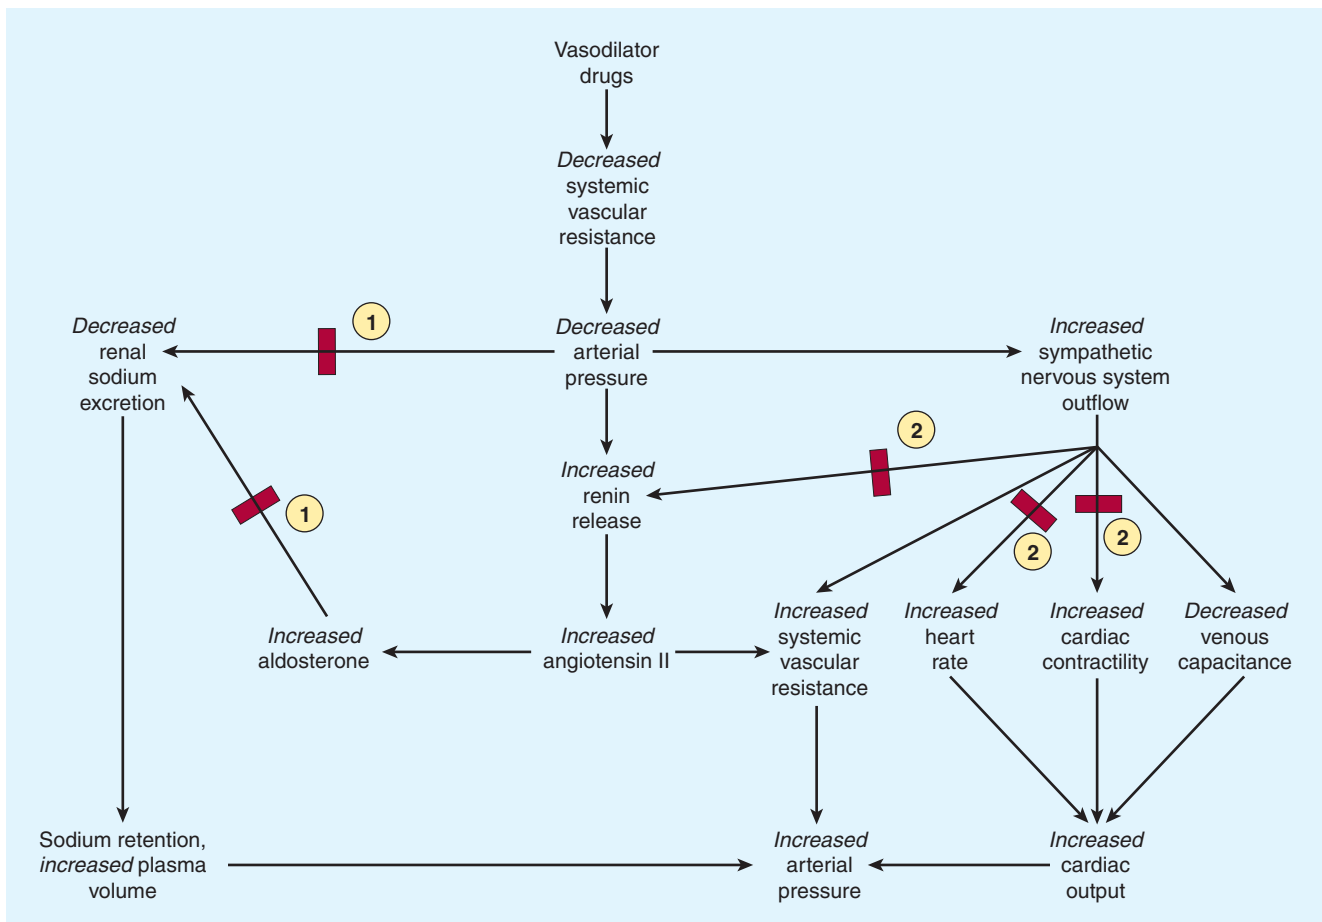 Vasodilator
drugs
Decreased
systemic
vascular
resistance
Decreased
renal
sodium
excretion
1
Decreased
arterial
pressure
Increased
sympathetic
nervous system
outflow
2
Increased
renin
release
1
2
2
Increased
aldosterone
Increased
angiotensin II
Increased
systemic
vascular
resistance
Increased
heart
rate
Increased
cardiac
contractility
Decreased
venous
capacitance
Sodium retention,
increased plasma
volume
Increased
arterial
pressure
Increased
cardiac
output